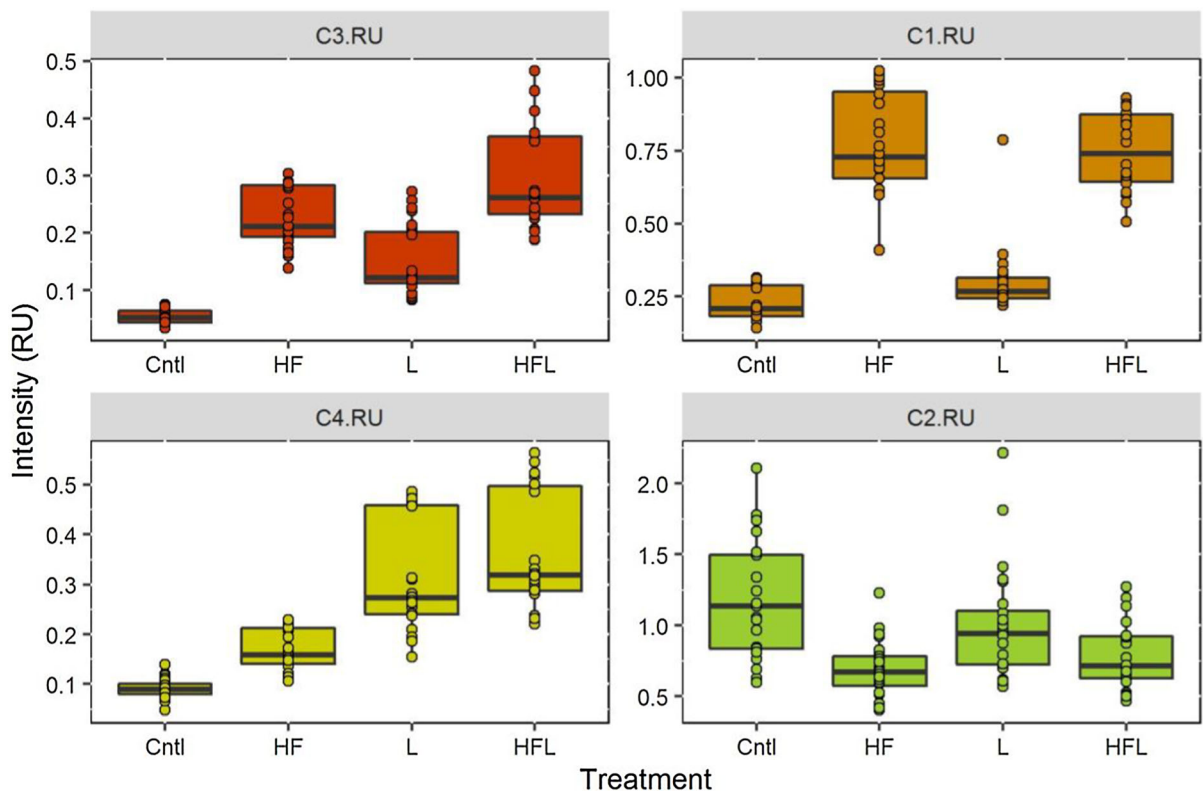 C3.RU
C1.RU
Intensity (RU)
0.5
0.4
0.3
0.2
0.1
1.00
0.75
0.50
0.25
Cntl HF L HFL
Cntl HF L HFL
C4.RU
C2.RU
0.5
0.4
0.3
0.2
0.1
2.0
1.5
1.0
0.5
Cntl HF L HFL
Cntl HF L HFL
Treatment